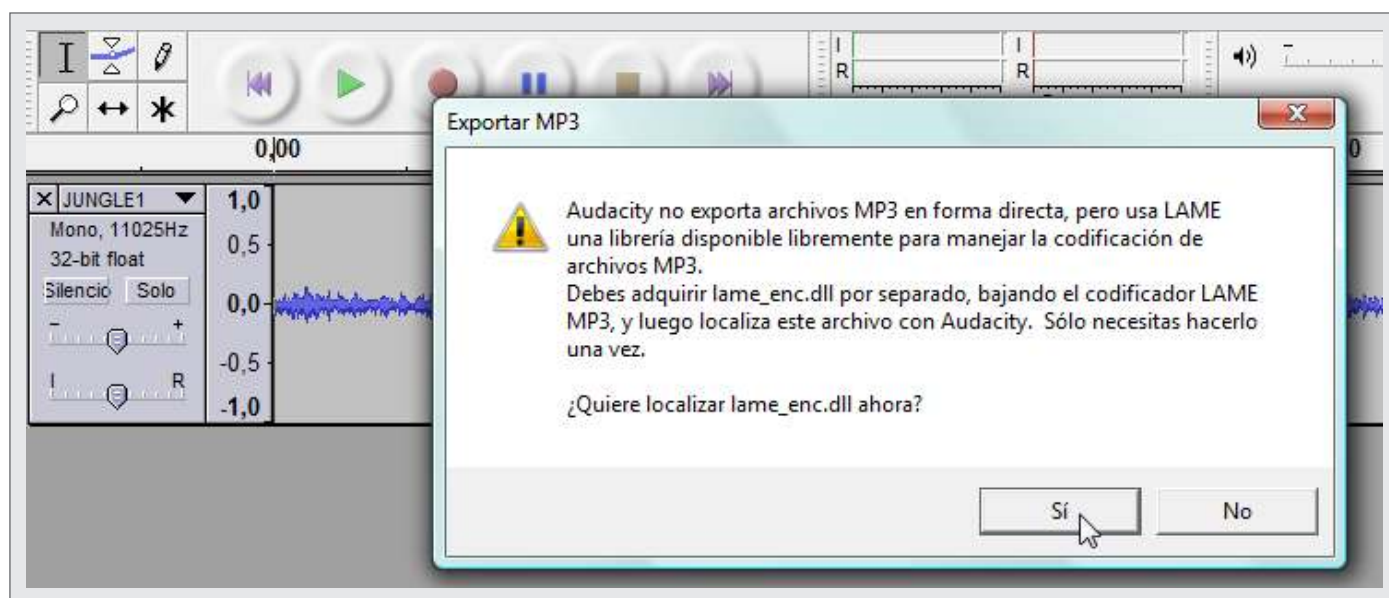 I
R
I
R
0,00
0
Exportar MP3
X JUNGLE1
Mono, 11025Hz
32-bit float
Silencio Solo
- +
I R
1,0
0,5
0,0
-0,5
-1,0
Audacity no exporta archivos MP3 en forma directa, pero usa LAME
una librería disponible libremente para manejar la codificación de
archivos MP3.
Debes adquirir lame_enc.dll por separado, bajando el codificador LAME
MP3, y luego localiza este archivo con Audacity. Sólo necesitas hacerlo
una vez.
¿Quiere localizar lame_enc.dll ahora?
Sí No